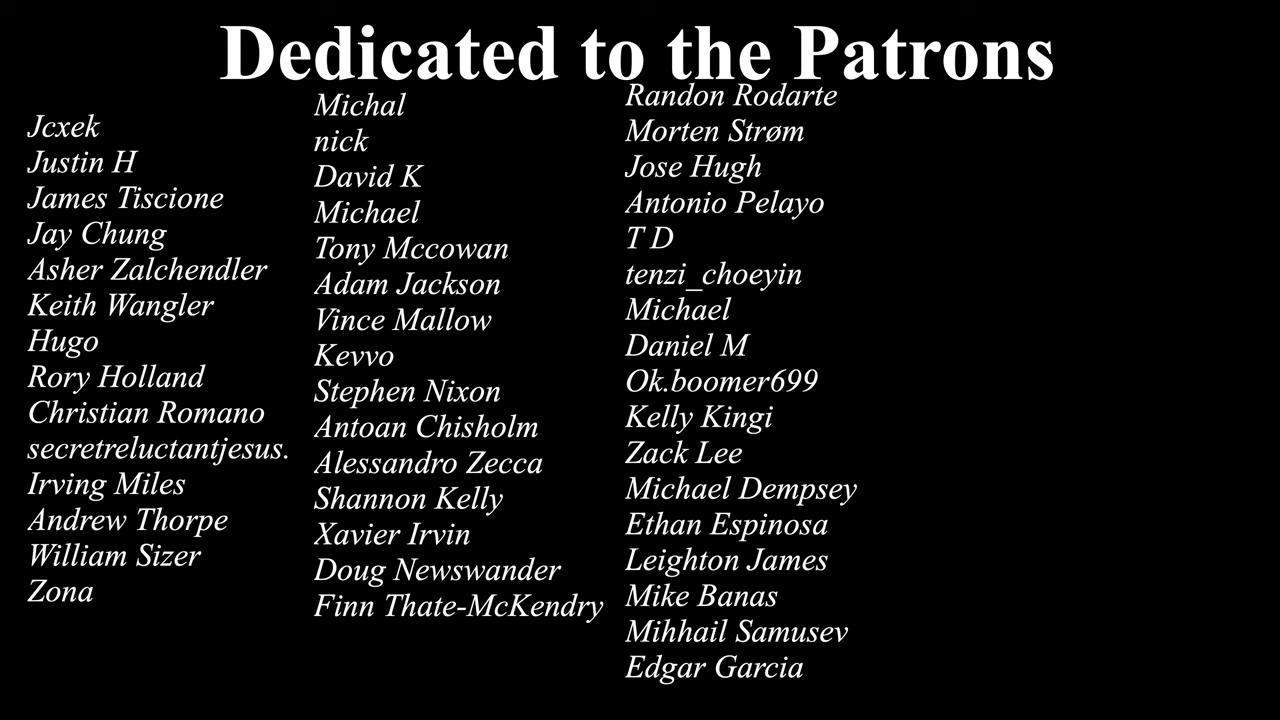 Dedicated to the Patrons
Jcxek
Justin H
James Tiscione
Jay Chung
Asher Zalchendler
Keith Wangler
Hugo
Rory Holland
Christian Romano
secretreluctantjesus.
Irving Miles
Andrew Thorpe
William Sizer
Zona
Michal
nick
David K
Michael
Tony Mccowan
Adam Jackson
Vince Mallow
Kevvo
Stephen Nixon
Antoan Chisholm
Alessandro Zecca
Shannon Kelly
Xavier Irvin
Doug Newswander
Finn Thate-McKendry
Randon Rodarte
Morten Strøm
Jose Hugh
Antonio Pelayo
T D
tenzi_choeyin
Michael
Daniel M
Ok.boomer699
Kelly Kingi
Zack Lee
Michael Dempsey
Ethan Espinosa
Leighton James
Mike Banas
Mihhail Samusev
Edgar Garcia